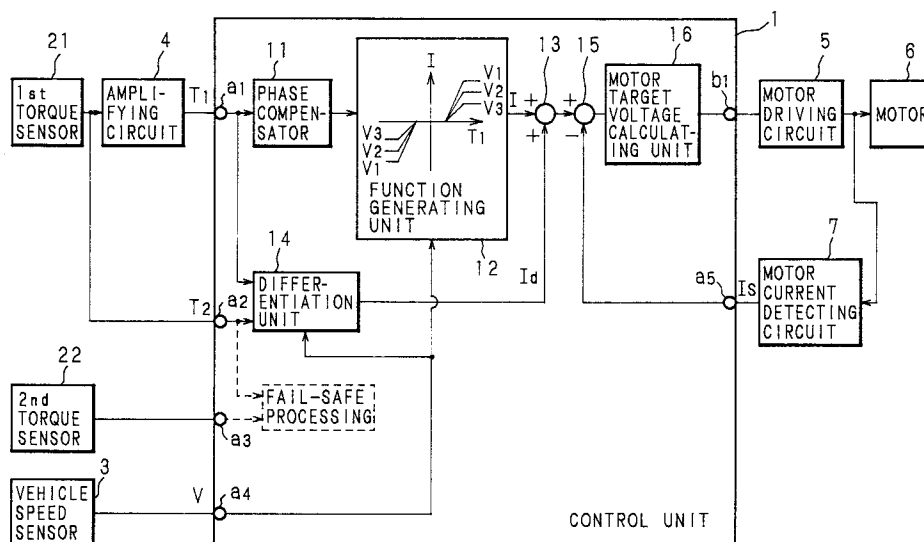 21
4
11
13
15
16
1
5
6
1st
TORQUE
SENSOR
AMPLI-
FYING
CIRCUIT
T1
a1
PHASE
COMPEN-
SATOR
I
V1
V2
V3
T1
V3
V2
V1
FUNCTION
GENERATING
UNIT
12
I
+
+
+
-
MOTOR
TARGET
VOLTAGE
CALCULAT-
ING UNIT
b1
MOTOR
DRIVING
CIRCUIT
MOTOR
14
T2
a2
DIFFER-
ENTIATION
UNIT
Id
a5
Is
7
MOTOR
CURRENT
DETECTING
CIRCUIT
22
2nd
TORQUE
SENSOR
a3
FAIL-SAFE
PROCESSING
3
VEHICLE
SPEED
SENSOR
V
a4
CONTROL UNIT